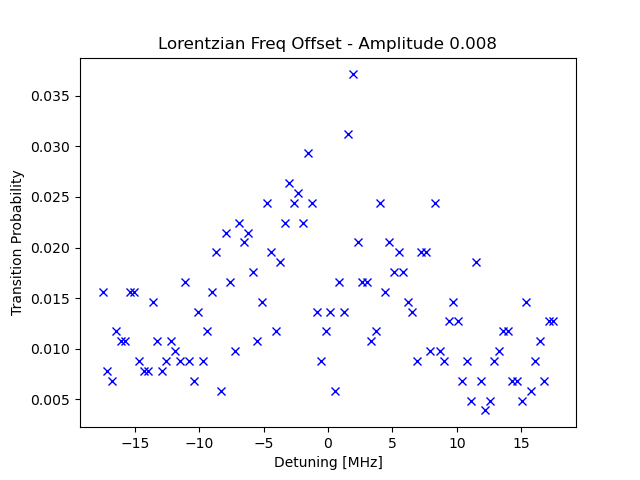 Lorentzian Freq Offset - Amplitude 0.008
Transition Probability
0.035
0.030
0.025
0.020
0.015
0.010
0.005
−15 −10 −5 0 5 10 15
Detuning [MHz]